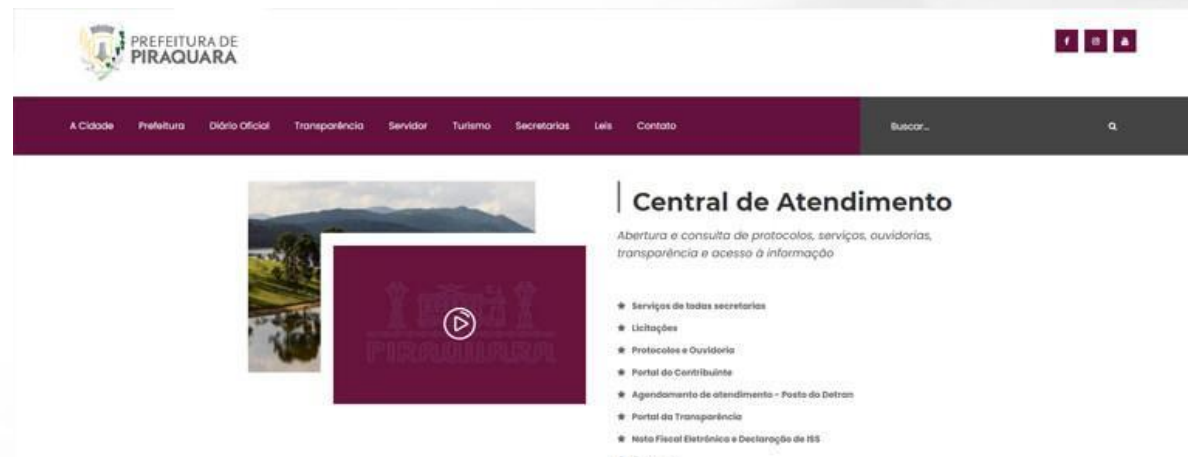 PREFEITURA DE
PIRAQUARA
A Cidade Prefeitura Diário Oficial Transparência Servidor Turismo Secretarias Leis Contato Buscar...
Central de Atendimento
Abertura e consulta de protocolos, serviços, ouvidorias,
transparência e acesso à informação
Serviços de todas secretarias
Licitações
Protocolos e Ouvidoria
Portal do Contribuinte
Agendamento de atendimento - Posto do Detran
Portal da Transparência
Nota Fiscal Eletrônica e Declaração de ISS
PIRAQUARA